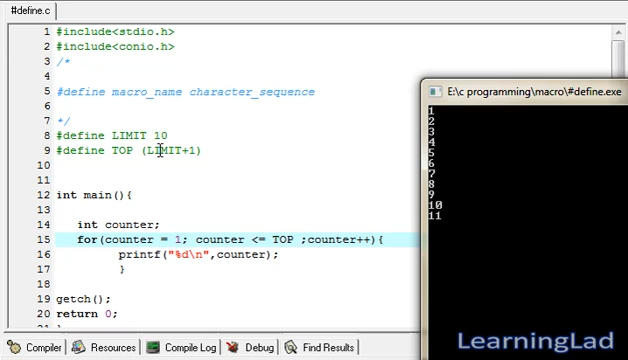 #define.c
1 #include<stdio.h>
2 #include<conio.h>
3 /*
4
5 #define macro_name character_sequence
6
7 */
8 #define LIMIT 10
9 #define TOP (LIMIT+1)
10
11
12 int main(){
13
14 int counter;
15 for(counter = 1; counter <= TOP ;counter++){
16 printf("%d\n",counter);
17 }
18
19 getch();
20 return 0;
21 }
E:\c programming\macro\#define.exe
1
2
3
4
5
6
7
8
9
10
11
LearningLad
Compiler Resources Compile Log Debug Find Results